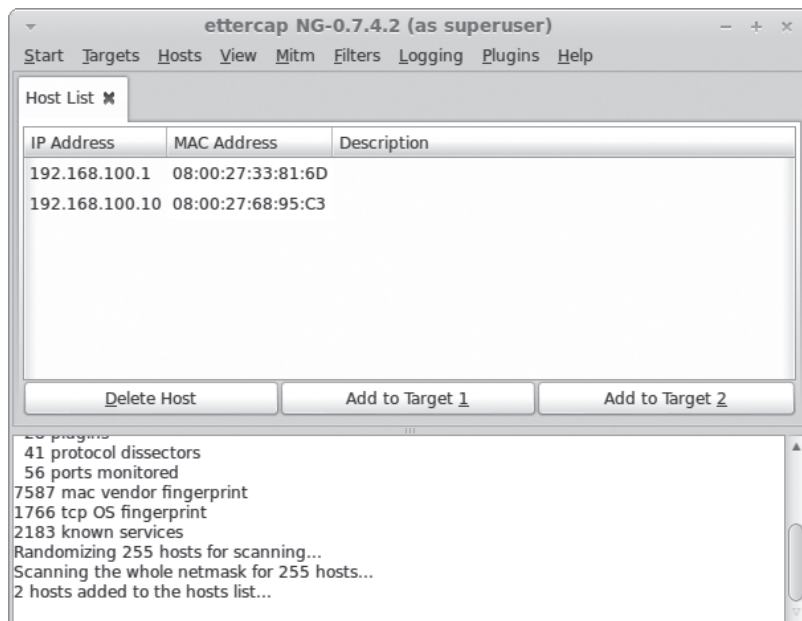 ettercap NG-0.7.4.2 (as superuser)
Start Targets Hosts View Mitm Filters Logging Plugins Help
Host List
IP Address MAC Address Description
192.168.100.1 08:00:27:33:81:6D
192.168.100.10 08:00:27:68:95:C3
Delete Host Add to Target 1 Add to Target 2
plugins
41 protocol dissectors
56 ports monitored
7587 mac vendor fingerprint
1766 tcp OS fingerprint
2183 known services
Randomizing 255 hosts for scanning...
Scanning the whole netmask for 255 hosts...
2 hosts added to the hosts list...